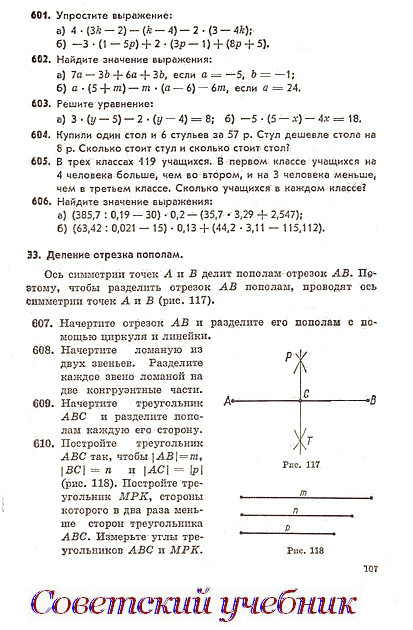 601. Упростите выражение:
а) 4 · (3k − 2) − (k − 4) − 2 · (3 − 4k);
б) −3 · (1 − 5p) + 2 · (3p − 1) + (8p + 5).
602. Найдите значение выражения:
а) 7a − 3b + 6a + 3b, если a = −5, b = −1;
б) a · (5 + m) − m · (a − 6) − 6m, если a = 24.
603. Решите уравнение:
а) 3 · (y − 5) − 2 · (y − 4) = 8; б) −5 · (5 − x) − 4x = 18.
604. Купили один стол и 6 стульев за 57 р. Стул дешевле стола на
8 р. Сколько стоит стул и сколько стоит стол?
605. В трех классах 119 учащихся. В первом классе учащихся на
4 человека больше, чем во втором, и на 3 человека меньше,
чем в третьем классе. Сколько учащихся в каждом классе?
606. Найдите значение выражения:
а) (385,7 : 0,19 − 30) · 0,2 − (35,7 · 3,29 + 2,547);
б) (63,42 : 0,021 − 15) · 0,13 + (44,2 · 3,11 − 115,112).
33. Деление отрезка пополам.
Ось симметрии точек A и B делит пополам отрезок AB. По-
этому, чтобы разделить отрезок AB пополам, проводят ось
симметрии точек A и B (рис. 117).
607. Начертите отрезок AB и разделите его пополам с по-
мощью циркуля и линейки.
608. Начертите ломаную из
двух звеньев. Разделите
каждое звено ломаной на
две конгруэнтные части.
609. Начертите треугольник
ABC и разделите попо-
лам каждую его сторону.
610. Постройте треугольник
ABC так, чтобы |AB|=m,
|BC| = n и |AC| = |p|
(рис. 118). Постройте тре-
угольник MPK, стороны
которого в два раза мень-
ше сторон треугольника
ABC. Измерьте углы тре-
угольников ABC и MPK.
P
A
C
B
T
Рис. 117
m
n
p
Рис. 118
107
Советский учебник